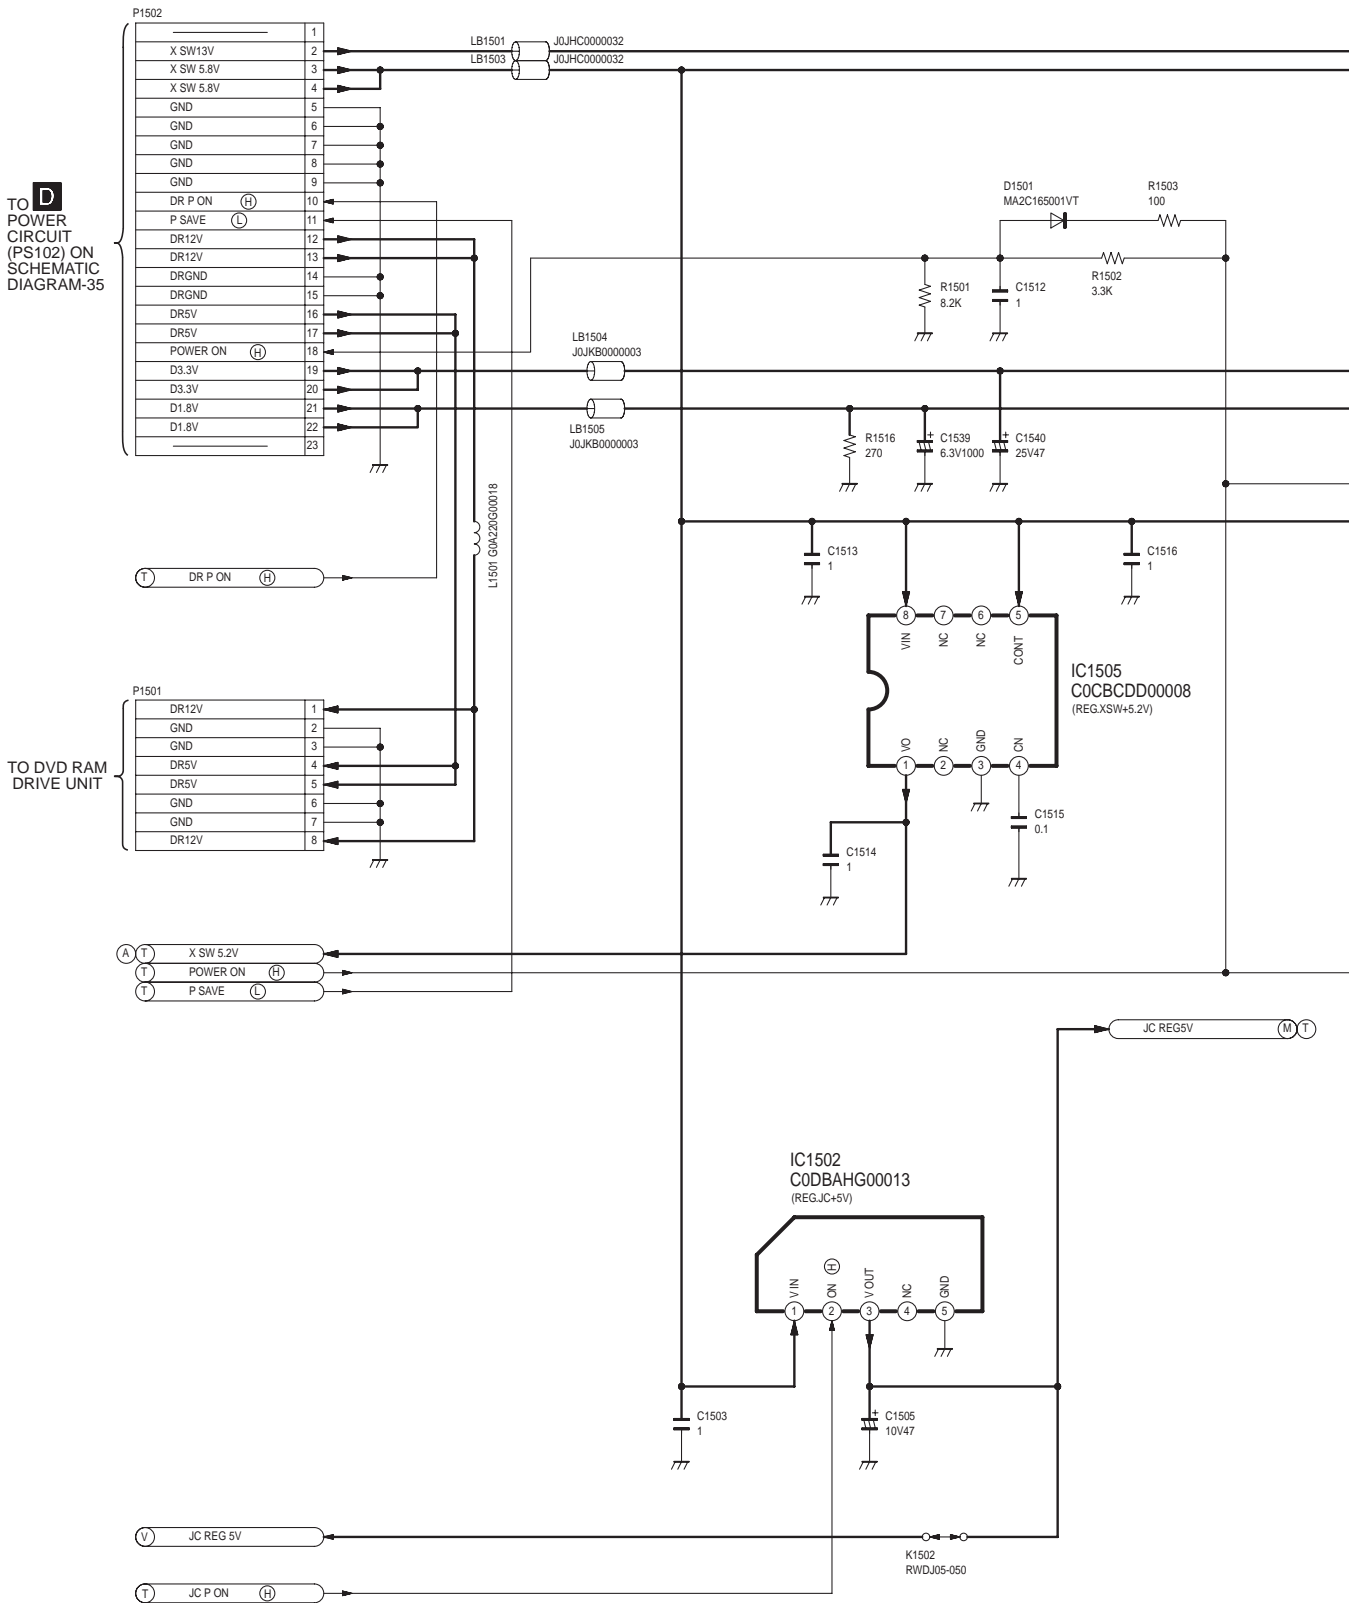 P1502
1
X SW13V 2
X SW 5.8V 3
X SW 5.8V 4
GND 5
GND 6
GND 7
GND 8
GND 9
DR P ON H 10
P SAVE L 11
DR12V 12
DR12V 13
DRGND 14
DRGND 15
DR5V 16
DR5V 17
POWER ON H 18
D3.3V 19
D3.3V 20
D1.8V 21
D1.8V 22
23
TO D
POWER
CIRCUIT
(PS102) ON
SCHEMATIC
DIAGRAM-35
LB1501 J0JHC0000032
LB1503 J0JHC0000032
D1501
MA2C165001VT
R1503
100
R1501
8.2K
C1512
1
R1502
3.3K
LB1504
J0JKB0000003
LB1505
J0JKB0000003
R1516
270
C1539
+
6.3V1000
C1540
+
25V47
L1501 G0A220G00018
T DR P ON H
C1513
1
C1516
1
8 7 6 5
VIN NC NC CONT
IC1505
C0CBCDD00008
(REG.XSW+5.2V)
VO NC GND CN
1 2 3 4
C1515
0.1
C1514
1
P1501
DR12V 1
GND 2
GND 3
DR5V 4
DR5V 5
GND 6
GND 7
DR12V 8
TO DVD RAM
DRIVE UNIT
A T X SW 5.2V
T POWER ON H
T P SAVE L
JC REG5V M T
IC1502
C0DBAHG00013
(REG.JC+5V)
V IN ON H V OUT NC GND
1 2 3 4 5
C1503
1
C1505
+
10V47
V JC REG 5V
K1502
RWDJ05-050
T JC P ON H